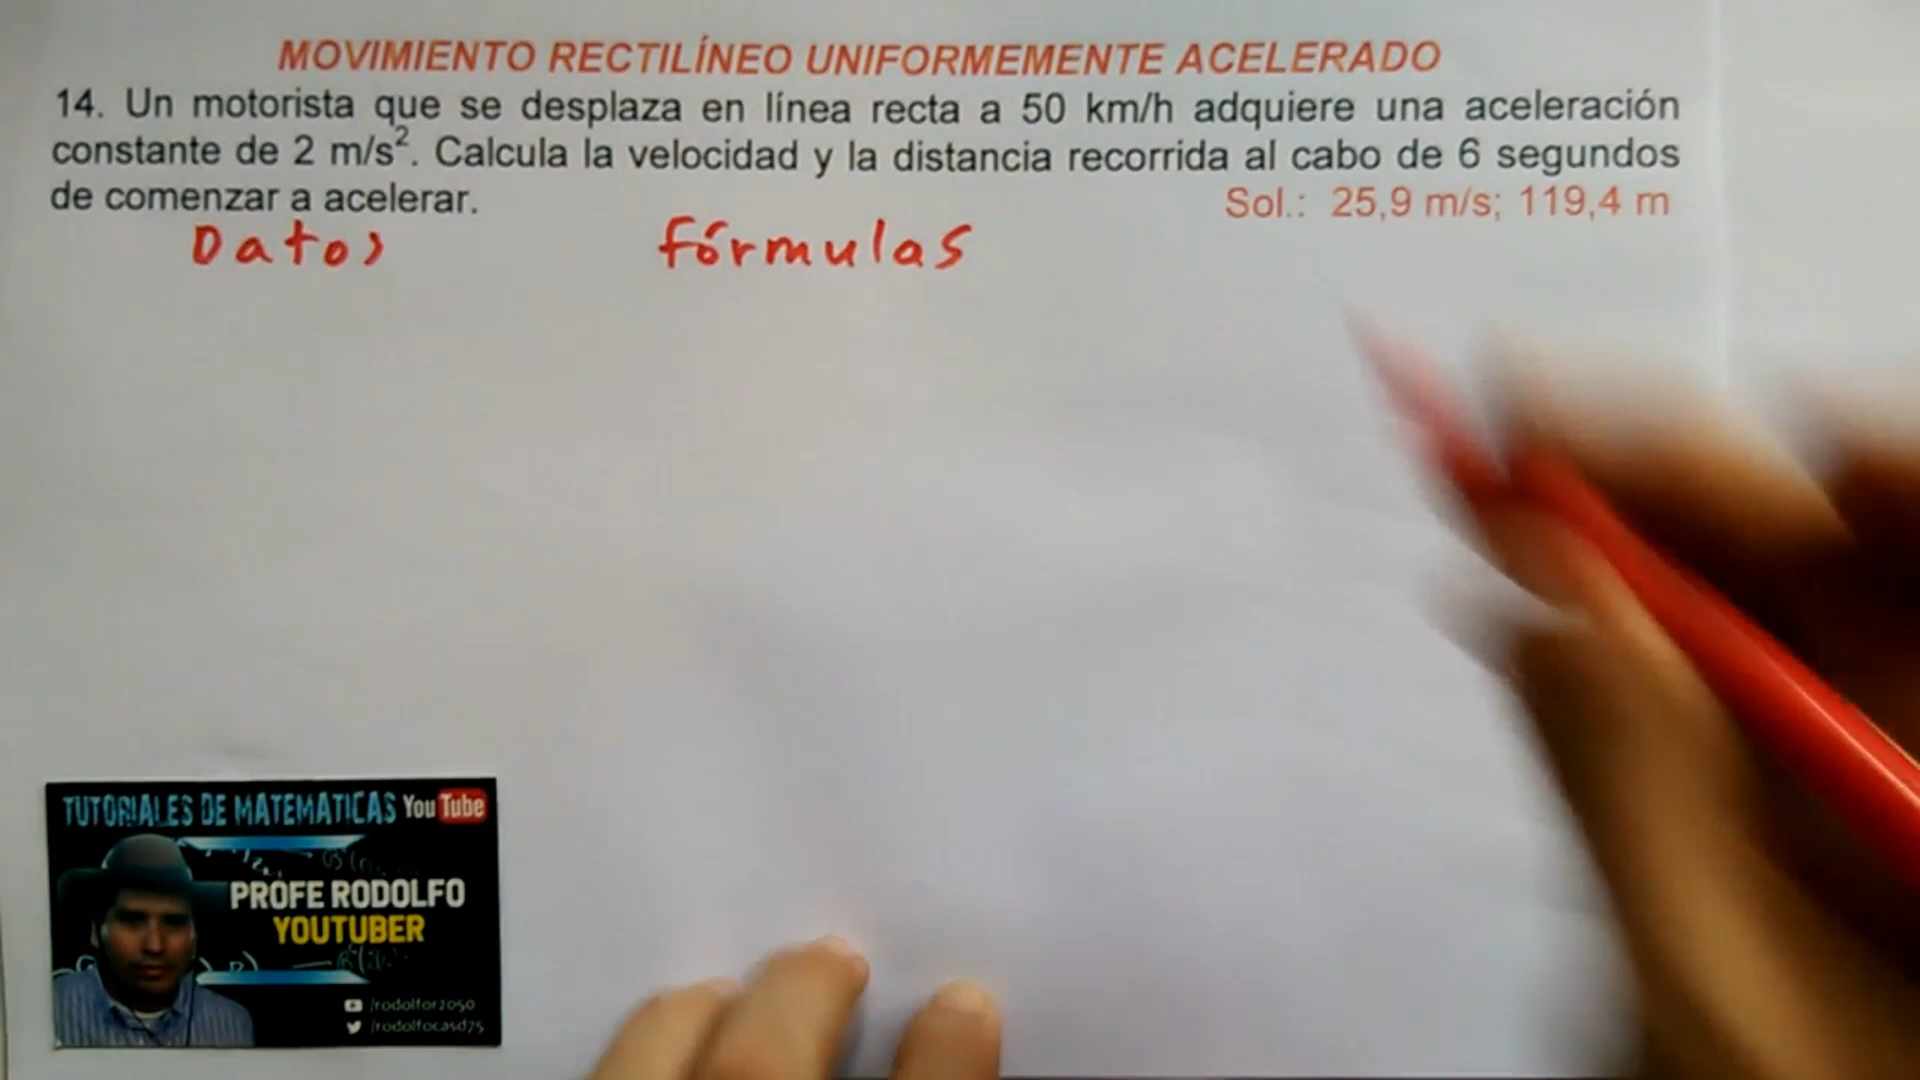 MOVIMIENTO RECTILÍNEO UNIFORMEMENTE ACELERADO
14. Un motorista que se desplaza en línea recta a 50 km/h adquiere una aceleración
constante de 2 m/s². Calcula la velocidad y la distancia recorrida al cabo de 6 segundos
de comenzar a acelerar. Sol.: 25,9 m/s; 119,4 m
Datos fórmulas
TUTORIALES DE MATEMATICAS YouTube
PROFE RODOLFO
YOUTUBER
/rodolfor2050
/rodolfocasd75